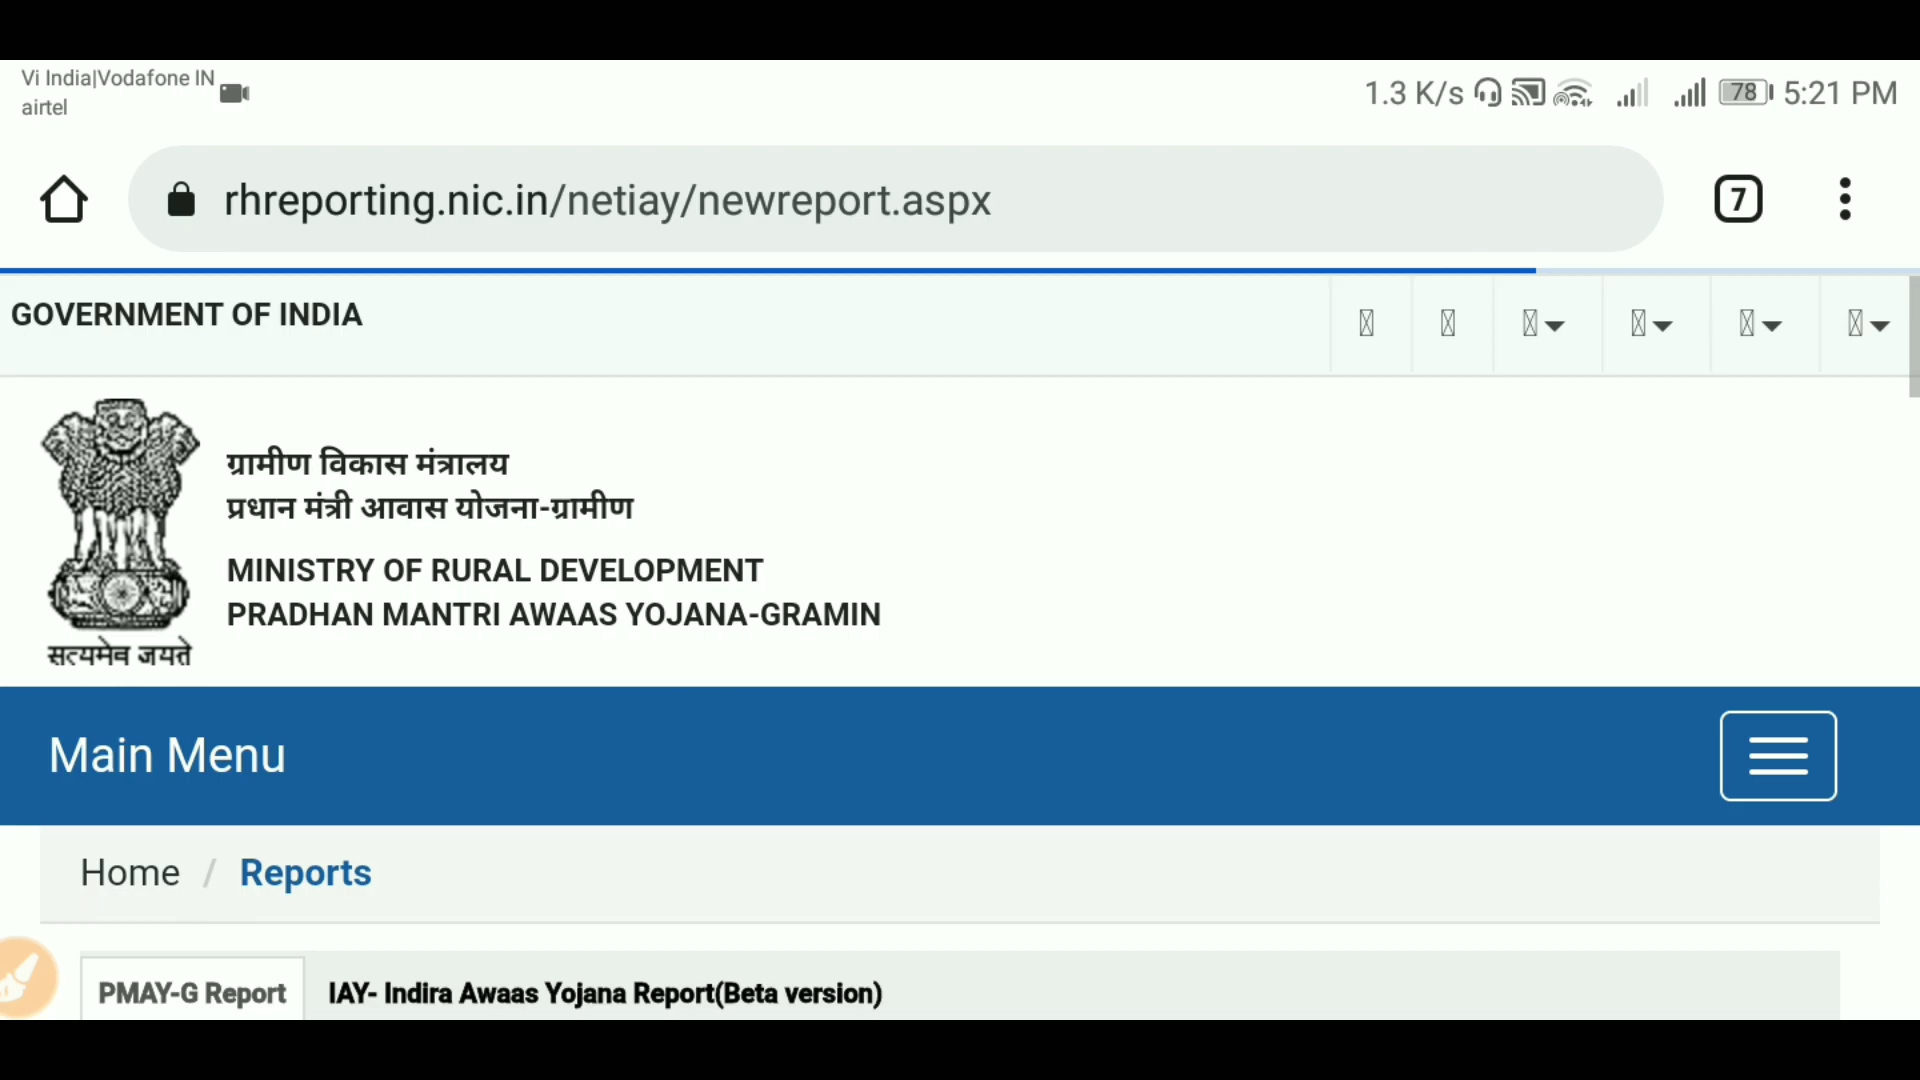 Vi India|Vodafone IN
airtel
1.3 K/s 78 5:21 PM
rhreporting.nic.in/netiay/newreport.aspx
7
GOVERNMENT OF INDIA
ग्रामीण विकास मंत्रालय
प्रधान मंत्री आवास योजना-ग्रामीण
MINISTRY OF RURAL DEVELOPMENT
PRADHAN MANTRI AWAAS YOJANA-GRAMIN
सत्यमेव जयते
Main Menu
Home / Reports
PMAY-G Report
IAY- Indira Awaas Yojana Report(Beta version)